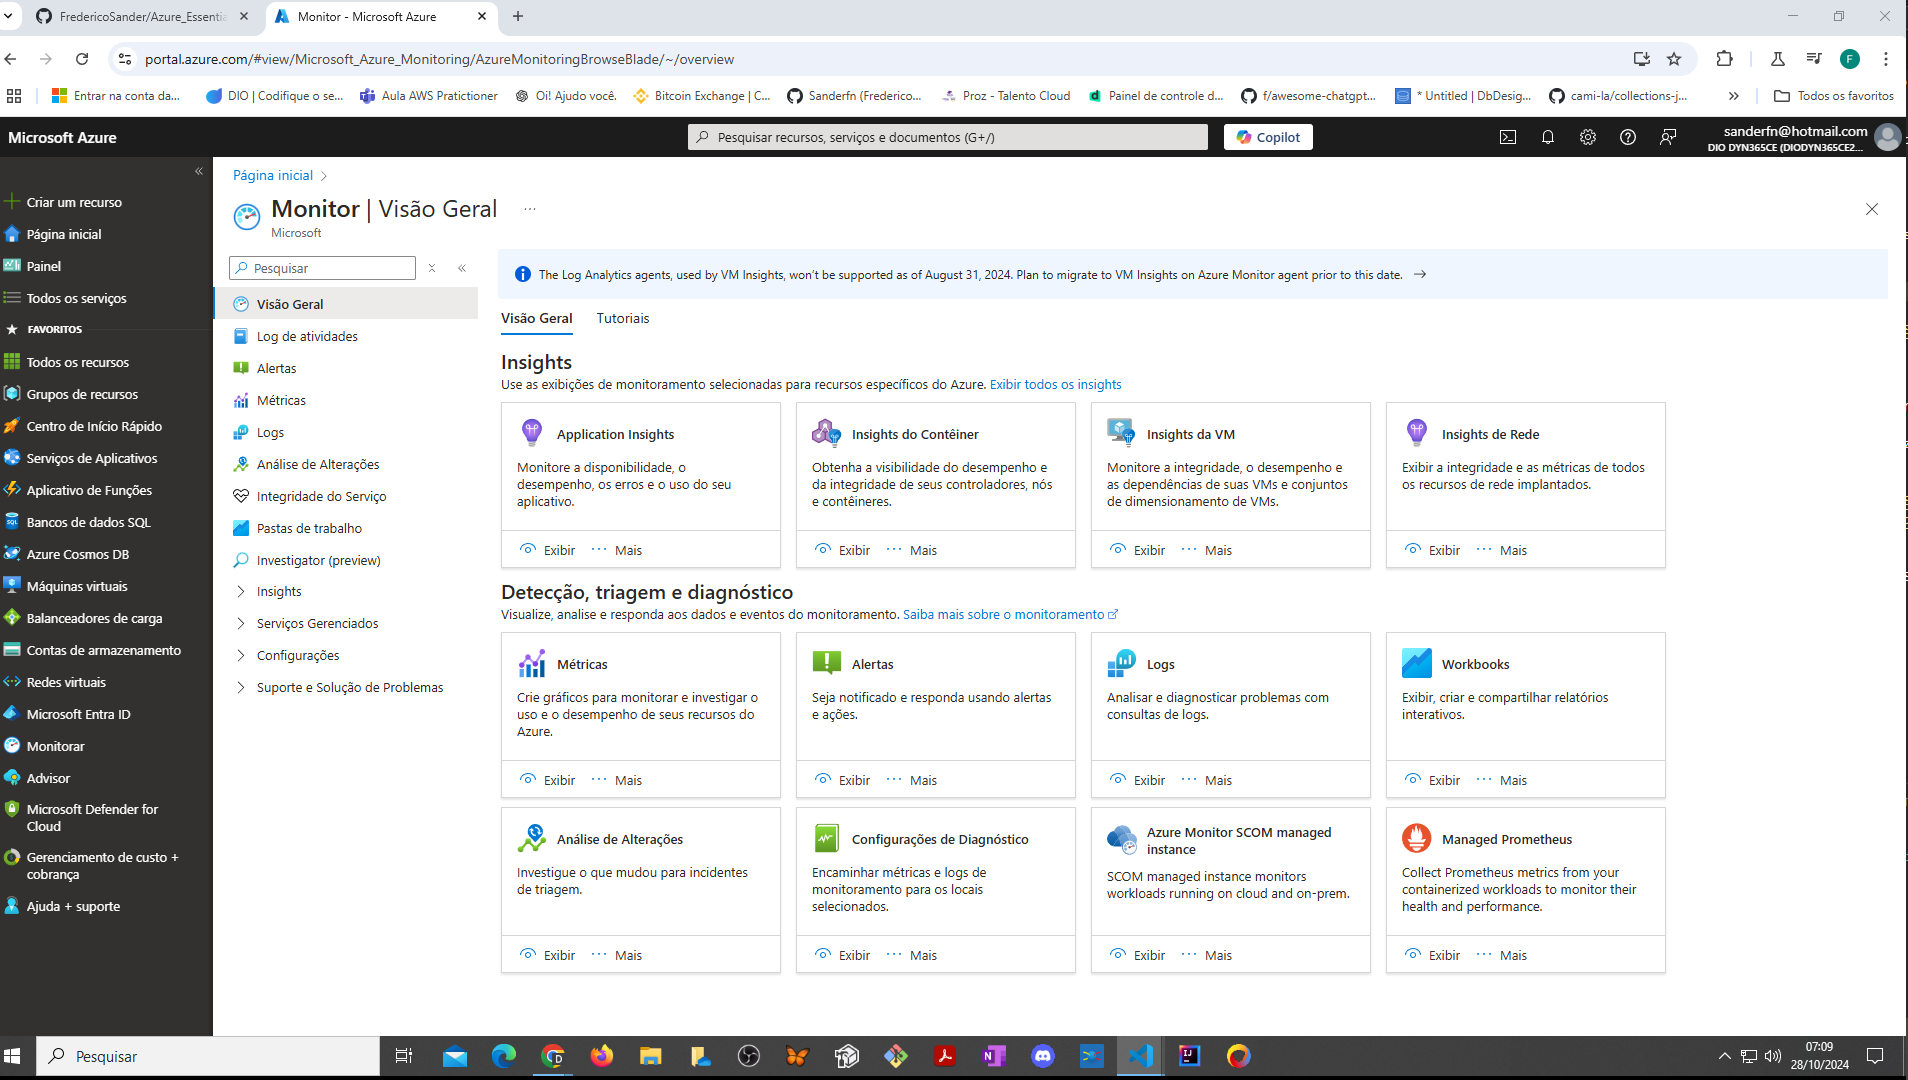 FredericoSander/Azure_Essentia
Monitor - Microsoft Azure
portal.azure.com/#view/Microsoft_Azure_Monitoring/AzureMonitoringBrowseBlade/~/overview
F
Entrar na conta da...
DIO | Codifique o se...
Aula AWS Pratictioner
Oi! Ajudo você.
Bitcoin Exchange | C...
Sanderfn (Frederico...
Proz - Talento Cloud
Painel de controle d...
f/awesome-chatgpt...
* Untitled | DbDesig...
cami-la/collections-j...
Todos os favoritos
Microsoft Azure
Pesquisar recursos, serviços e documentos (G+/)
Copilot
sanderfn@hotmail.com
DIO DYN365CE (DIODYN365CE2...
Criar um recurso
Página inicial
Painel
Todos os serviços
FAVORITOS
Todos os recursos
Grupos de recursos
Centro de Início Rápido
Serviços de Aplicativos
Aplicativo de Funções
Bancos de dados SQL
Azure Cosmos DB
Máquinas virtuais
Balanceadores de carga
Contas de armazenamento
Redes virtuais
Microsoft Entra ID
Monitorar
Advisor
Microsoft Defender for
Cloud
Gerenciamento de custo +
cobrança
Ajuda + suporte
Página inicial
Monitor | Visão Geral
Microsoft
Pesquisar
Visão Geral
Log de atividades
Alertas
Métricas
Logs
Análise de Alterações
Integridade do Serviço
Pastas de trabalho
Investigator (preview)
Insights
Serviços Gerenciados
Configurações
Suporte e Solução de Problemas
The Log Analytics agents, used by VM Insights, won't be supported as of August 31, 2024. Plan to migrate to VM Insights on Azure Monitor agent prior to this date.
Visão Geral
Tutoriais
Insights
Use as exibições de monitoramento selecionadas para recursos específicos do Azure. Exibir todos os insights
Application Insights
Monitore a disponibilidade, o
desempenho, os erros e o uso do seu
aplicativo.
Exibir
Mais
Insights do Contêiner
Obtenha a visibilidade do desempenho e
da integridade de seus controladores, nós
e contêineres.
Exibir
Mais
Insights da VM
Monitore a integridade, o desempenho e
as dependências de suas VMs e conjuntos
de dimensionamento de VMs.
Exibir
Mais
Insights de Rede
Exibir a integridade e as métricas de todos
os recursos de rede implantados.
Exibir
Mais
Detecção, triagem e diagnóstico
Visualize, analise e responda aos dados e eventos do monitoramento. Saiba mais sobre o monitoramento
Métricas
Crie gráficos para monitorar e investigar o
uso e o desempenho de seus recursos do
Azure.
Exibir
Mais
Alertas
Seja notificado e responda usando alertas
e ações.
Exibir
Mais
Logs
Analisar e diagnosticar problemas com
consultas de logs.
Exibir
Mais
Workbooks
Exibir, criar e compartilhar relatórios
interativos.
Exibir
Mais
Análise de Alterações
Investigue o que mudou para incidentes
de triagem.
Exibir
Mais
Configurações de Diagnóstico
Encaminhar métricas e logs de
monitoramento para os locais
selecionados.
Exibir
Mais
Azure Monitor SCOM managed
instance
SCOM managed instance monitors
workloads running on cloud and on-prem.
Exibir
Mais
Managed Prometheus
Collect Prometheus metrics from your
containerized workloads to monitor their
health and performance.
Exibir
Mais
Pesquisar
07:09
28/10/2024